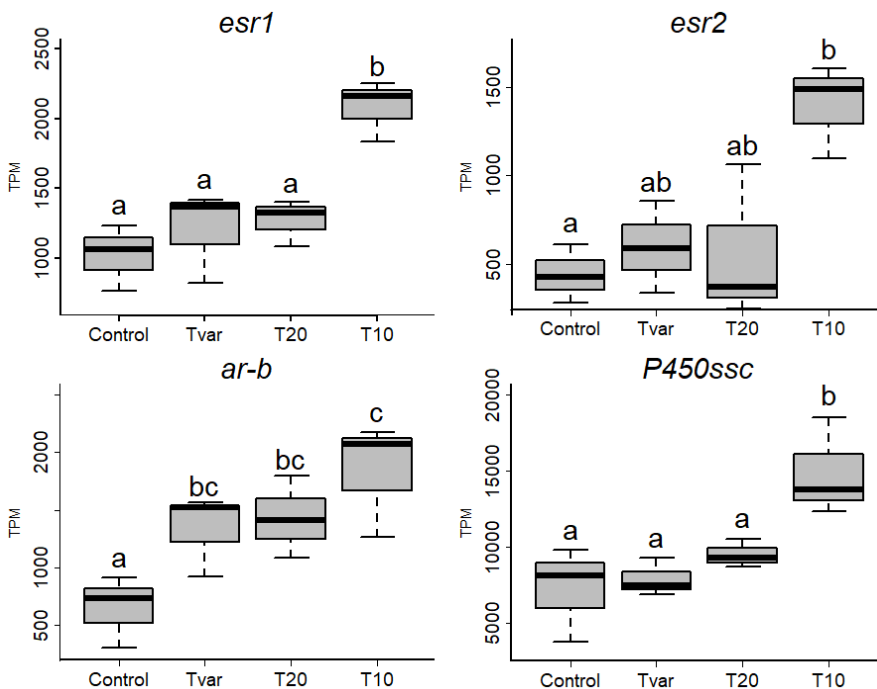 esr1
TPM
2500
2000
1500
1000
a
a
a
b
Control Tvar T20 T10
esr2
TPM
1500
1000
500
a
ab
ab
b
Control Tvar T20 T10
ar-b
TPM
2000
1000
500
a
bc
bc
c
Control Tvar T20 T10
P450ssc
TPM
20000
15000
10000
5000
a
a
a
b
Control Tvar T20 T10